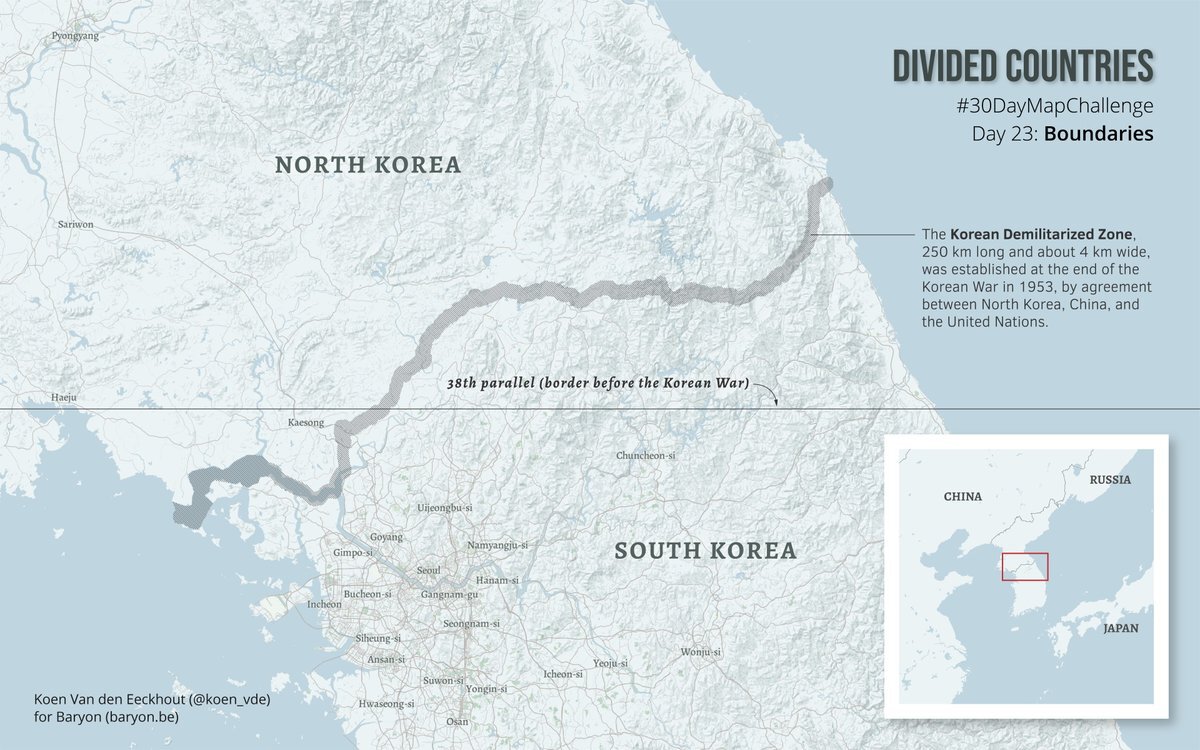 DIVIDED COUNTRIES
#30DayMapChallenge
Day 23: Boundaries
Pyongyang
NORTH KOREA
Sariwon
The Korean Demilitarized Zone,
250 km long and about 4 km wide,
was established at the end of the
Korean War in 1953, by agreement
between North Korea, China, and
the United Nations.
38th parallel (border before the Korean War)
Haeju
Kaesong
Chuncheon-si
Uijeongbu-si
Goyang
Namyangju-si
Gimpo-si
SOUTH KOREA
Seoul
Hanam-si
Bucheon-si
Gangnam-gu
Incheon
Seongnam-si
Siheung-si
Ansan-si
Wonju-si
Yeoju-si
Icheon-si
Suwon-si
Yongin-si
Hwaseong-si
Osan
CHINA
RUSSIA
JAPAN
Koen Van den Eeckhout (@koen_vde)
for Baryon (baryon.be)